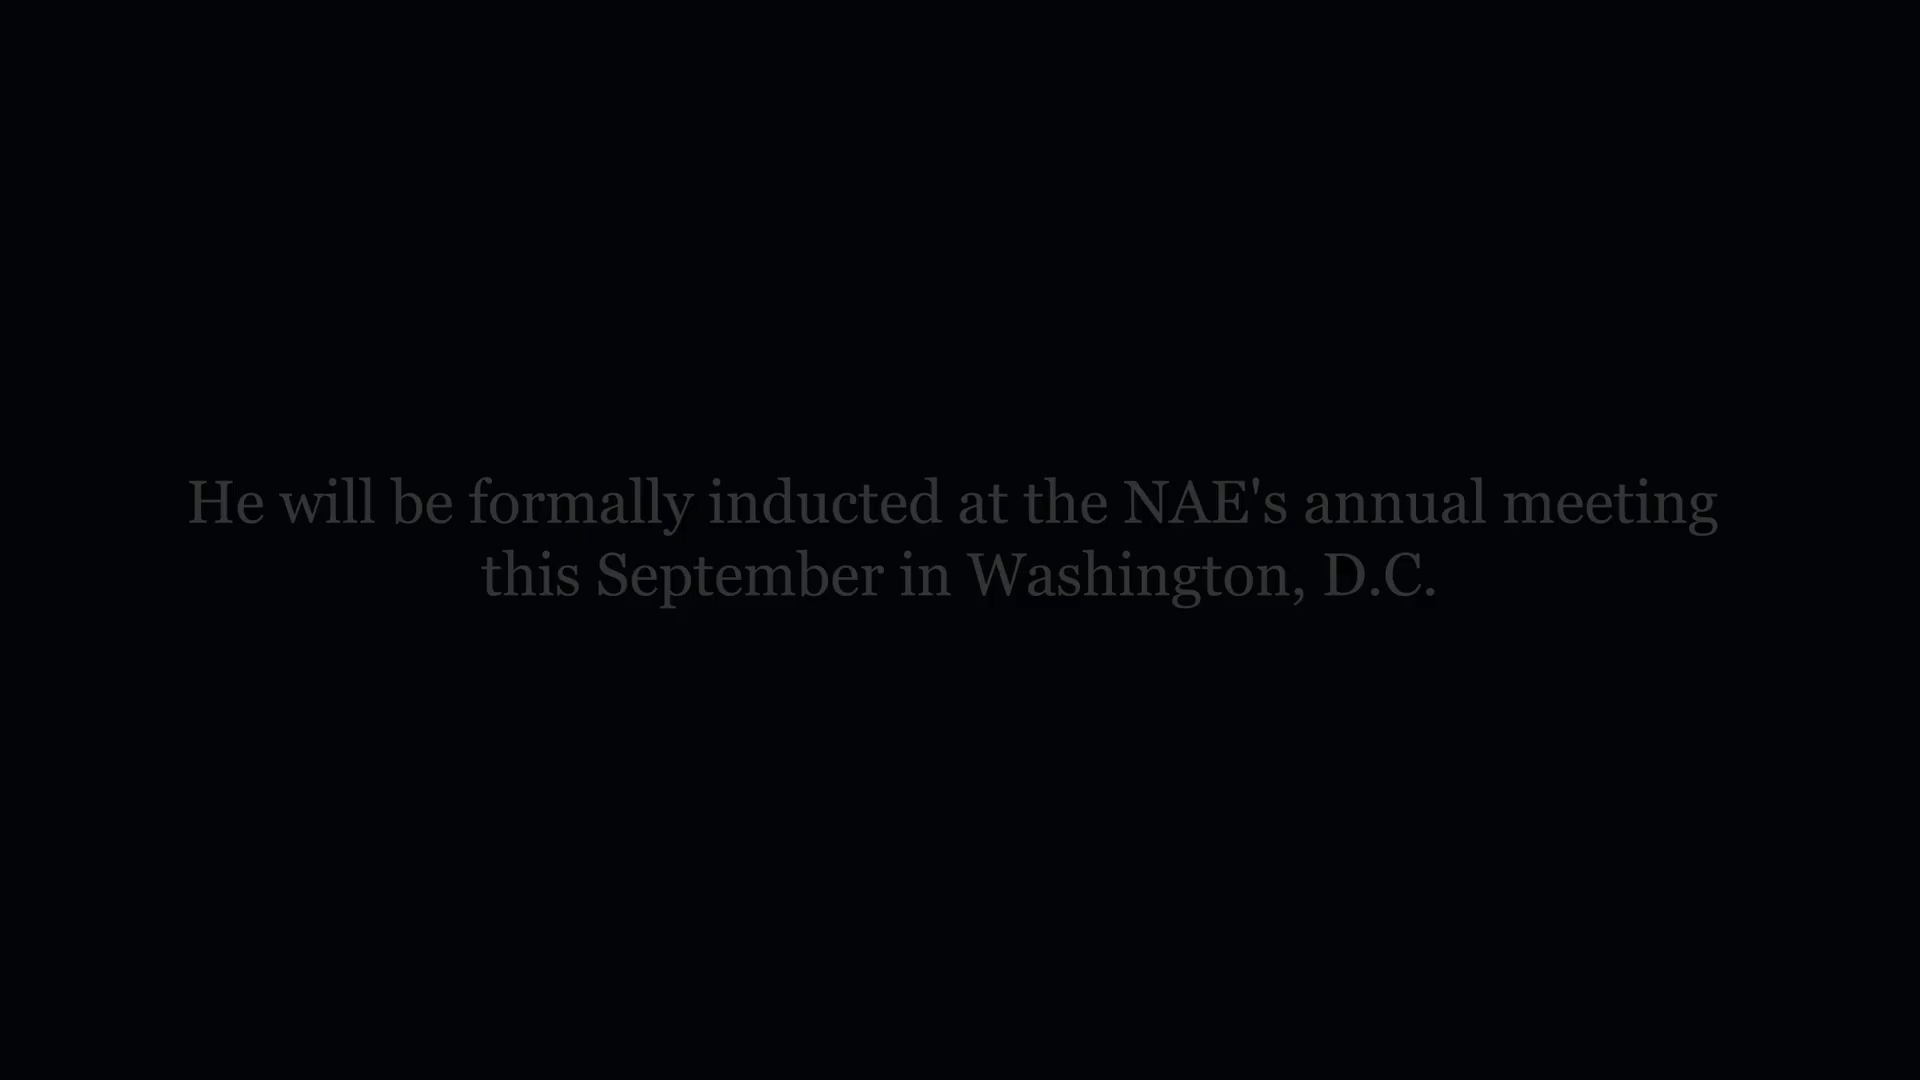 He will be formally inducted at the NAE's annual meeting
this September in Washington, D.C.